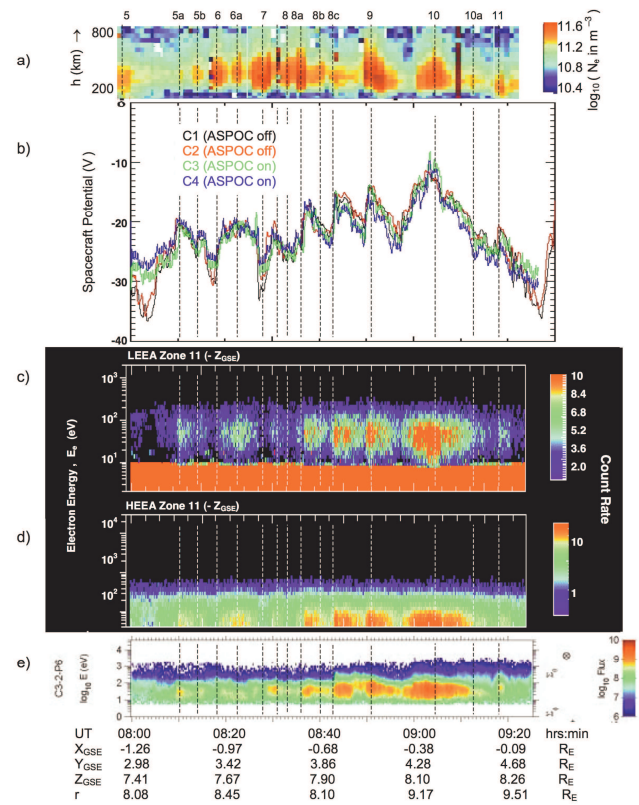 5 5a 5b 6 6a 7 8 8a 8b 8c 9 10 10a 11
a)
h (km) →
800
200
11.6
11.2
10.8
10.4
log10 ( Ne in m−3
b)
Spacecraft Potential (V)
-10
-20
-30
-40
C1 (ASPOC off)
C2 (ASPOC off)
C3 (ASPOC on)
C4 (ASPOC on)
c)
LEEA Zone 11 (- ZGSE)
10³
10²
10¹
10
8.4
7.6
6.8
5.2
4.4
3.6
2.0
Electron Energy, Ee (eV)
Count Rate
d)
HEEA Zone 11 (- ZGSE)
10⁴
10³
10²
10
1
e)
C3-2-P6
log10 E (eV)
4
3
2
1
0
10
9
8
7
6
log10 Flux
UT 08:00 08:20 08:40 09:00 09:20 hrs:min
XGSE -1.26 -0.97 -0.68 -0.38 -0.09 RE
YGSE 2.98 3.42 3.86 4.28 4.68 RE
ZGSE 7.41 7.67 7.90 8.10 8.26 RE
r 8.08 8.45 8.10 9.17 9.51 RE